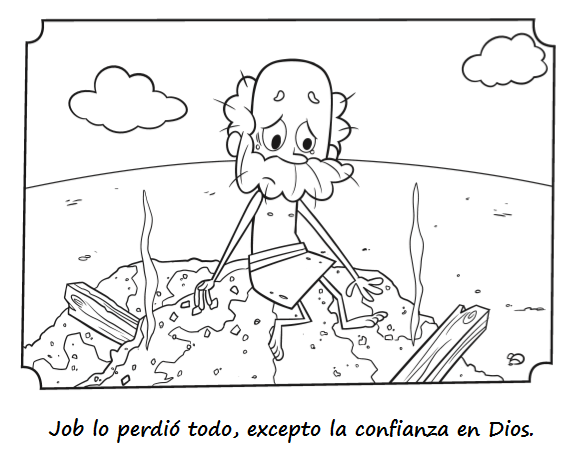 Job lo perdió todo, excepto la confianza en Dios.